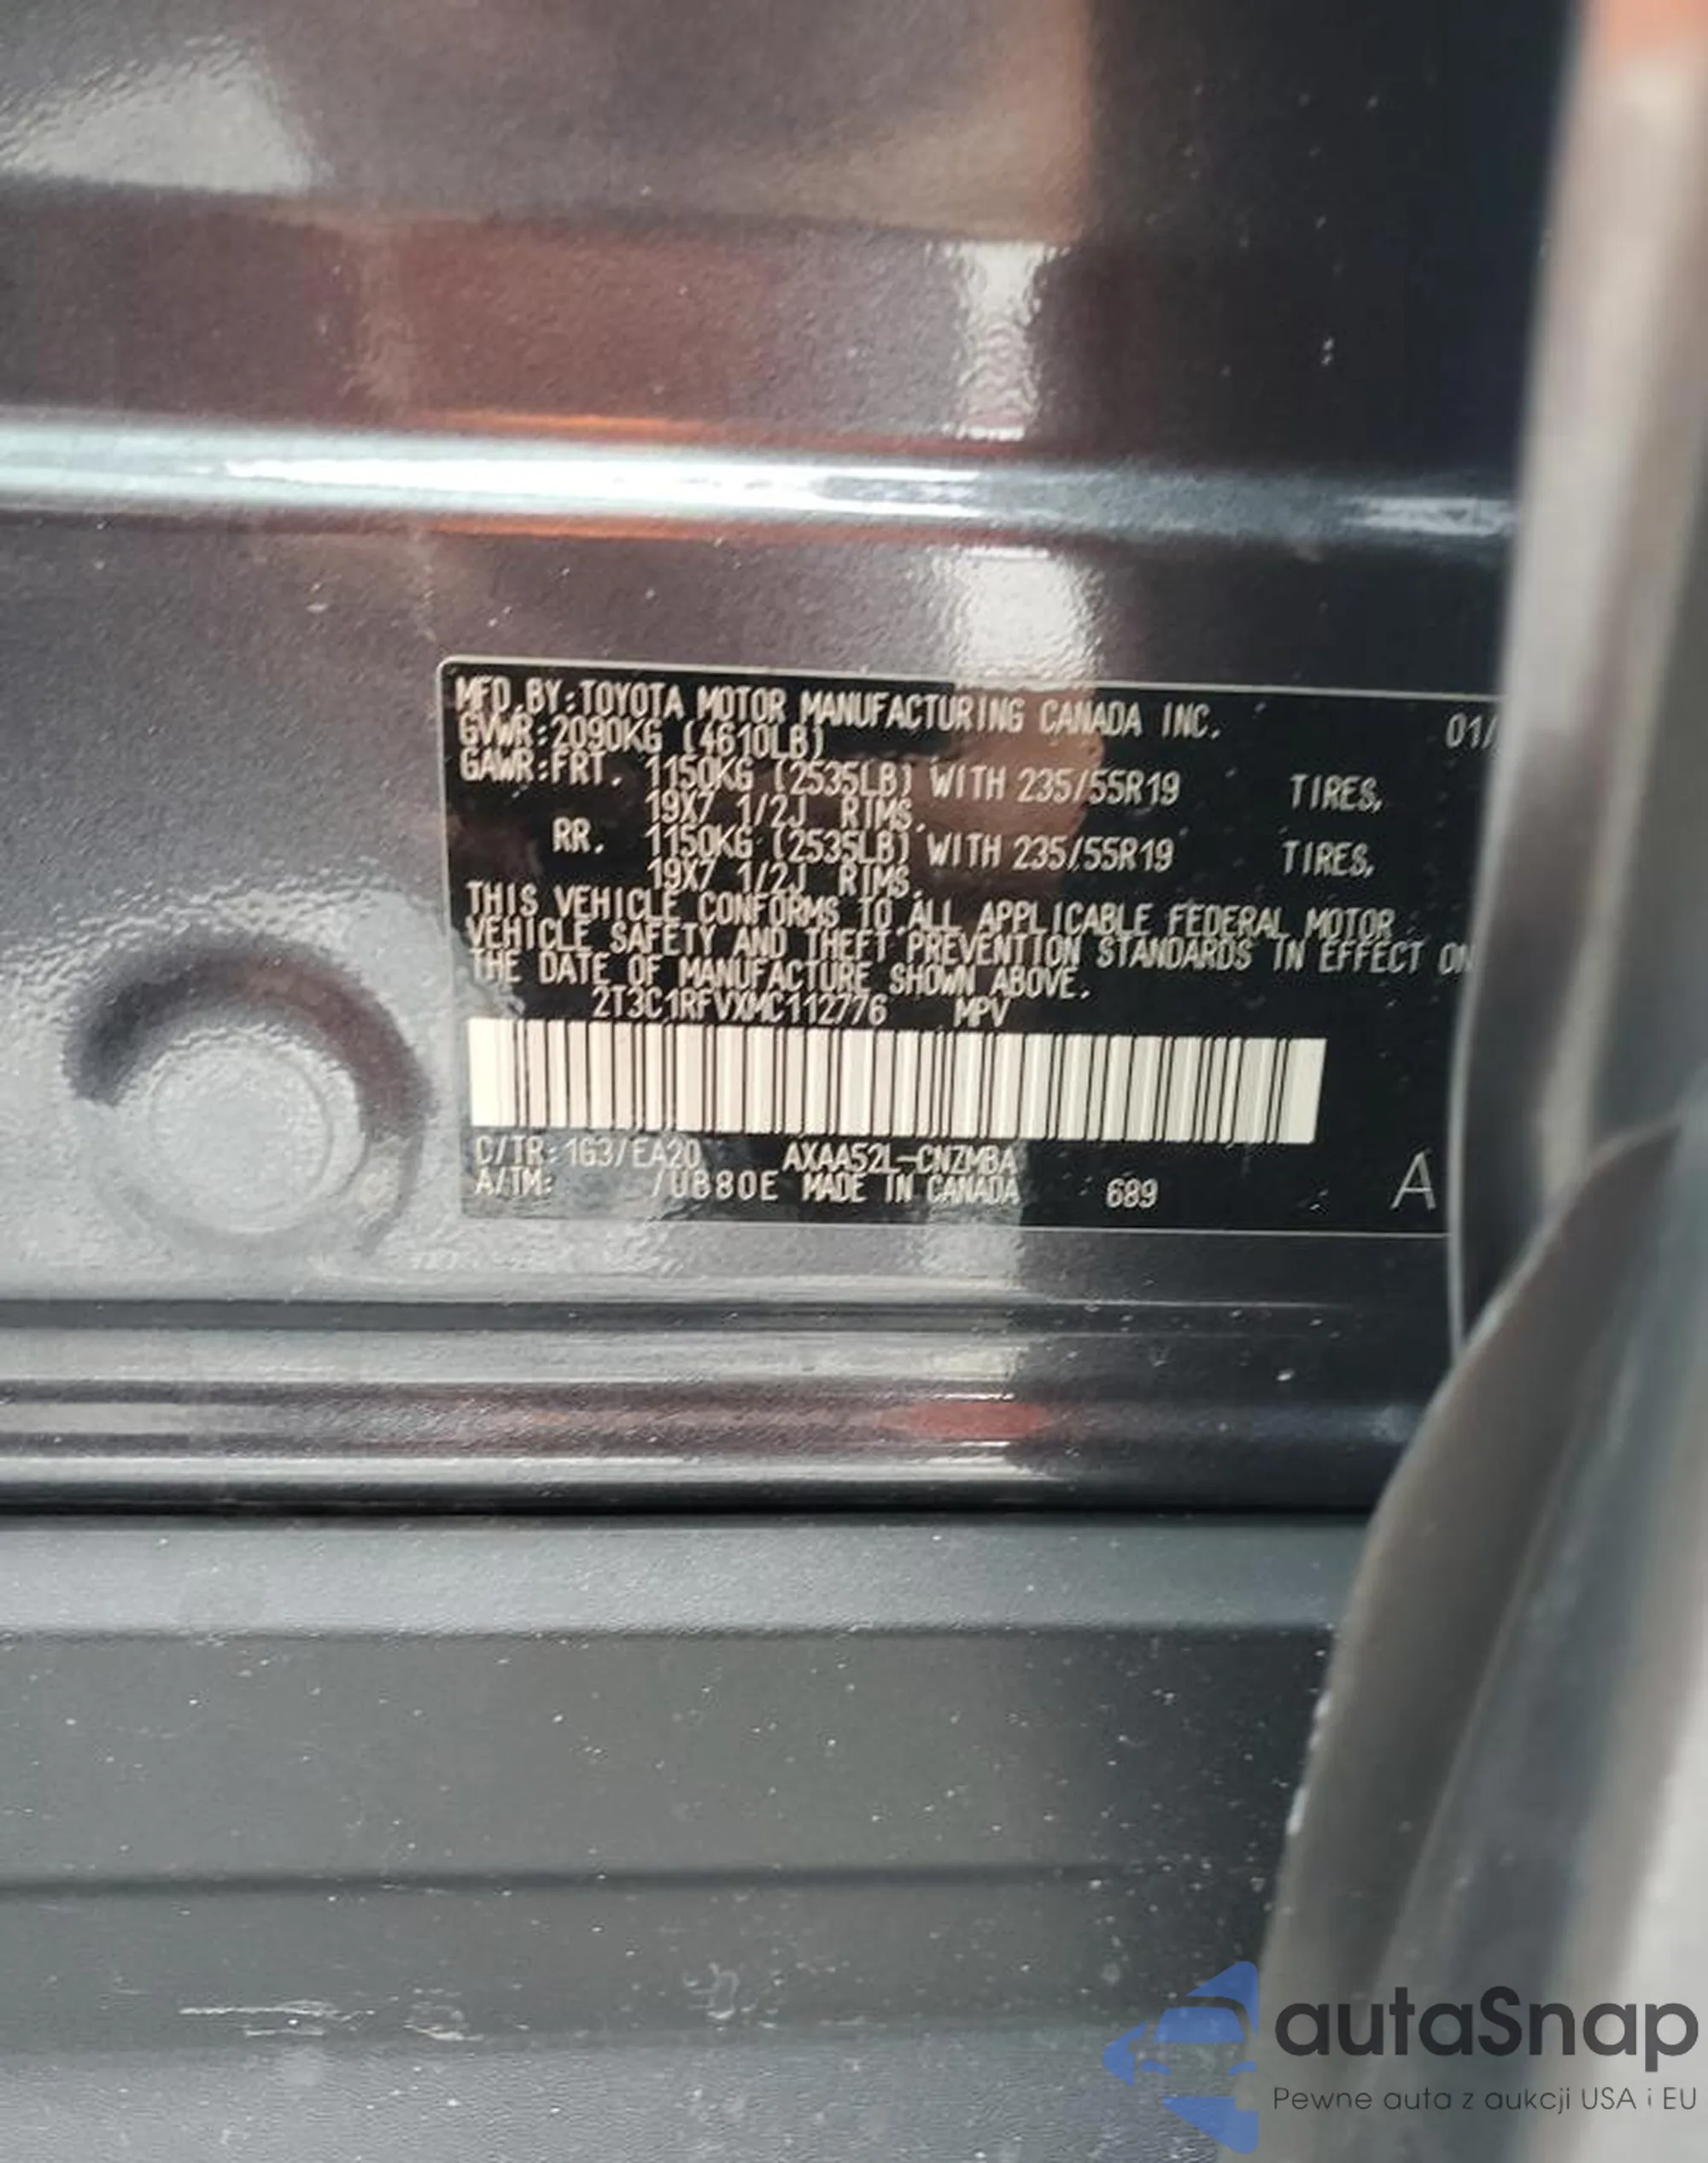 MFD.BY:TOYOTA MOTOR MANUFACTURING CANADA INC. 01/
GVWR:2090KG (4610LB)
GAWR:FRT. 1150KG (2535LB) WITH 235/55R19 TIRES,
19X7 1/2J RIMS.
RR. 1150KG (2535LB) WITH 235/55R19 TIRES,
19X7 1/2J RIMS.
THIS VEHICLE CONFORMS TO ALL APPLICABLE FEDERAL MOTOR
VEHICLE SAFETY AND THEFT PREVENTION STANDARDS IN EFFECT ON
THE DATE OF MANUFACTURE SHOWN ABOVE.
2T3C1RFVXMC112776 MPV
C/TR:1G3/EA20 AXAA52L-CNZMBA
A/TM: /UB80E MADE IN CANADA 689 A
autaSnap
Pewne auta z aukcji USA i EU